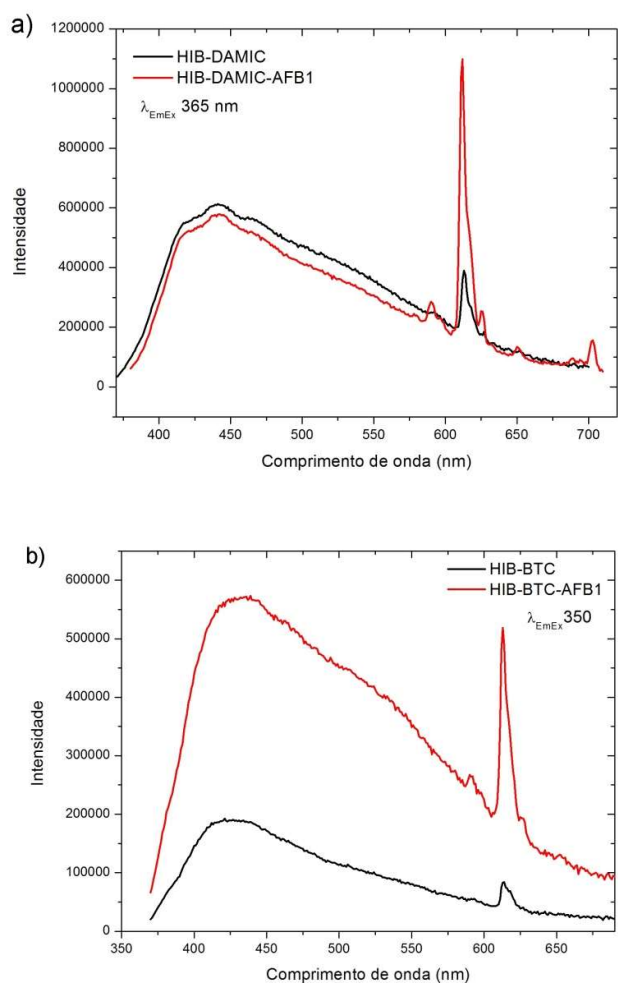 a)
1200000
1000000
800000
600000
400000
200000
0
HIB-DAMIC
HIB-DAMIC-AFB1
λEmEx 365 nm
Intensidade
400 450 500 550 600 650 700
Comprimento de onda (nm)
b)
600000
500000
400000
300000
200000
100000
0
HIB-BTC
HIB-BTC-AFB1
λEmEx350
Intensidade
350 400 450 500 550 600 650
Comprimento de onda (nm)